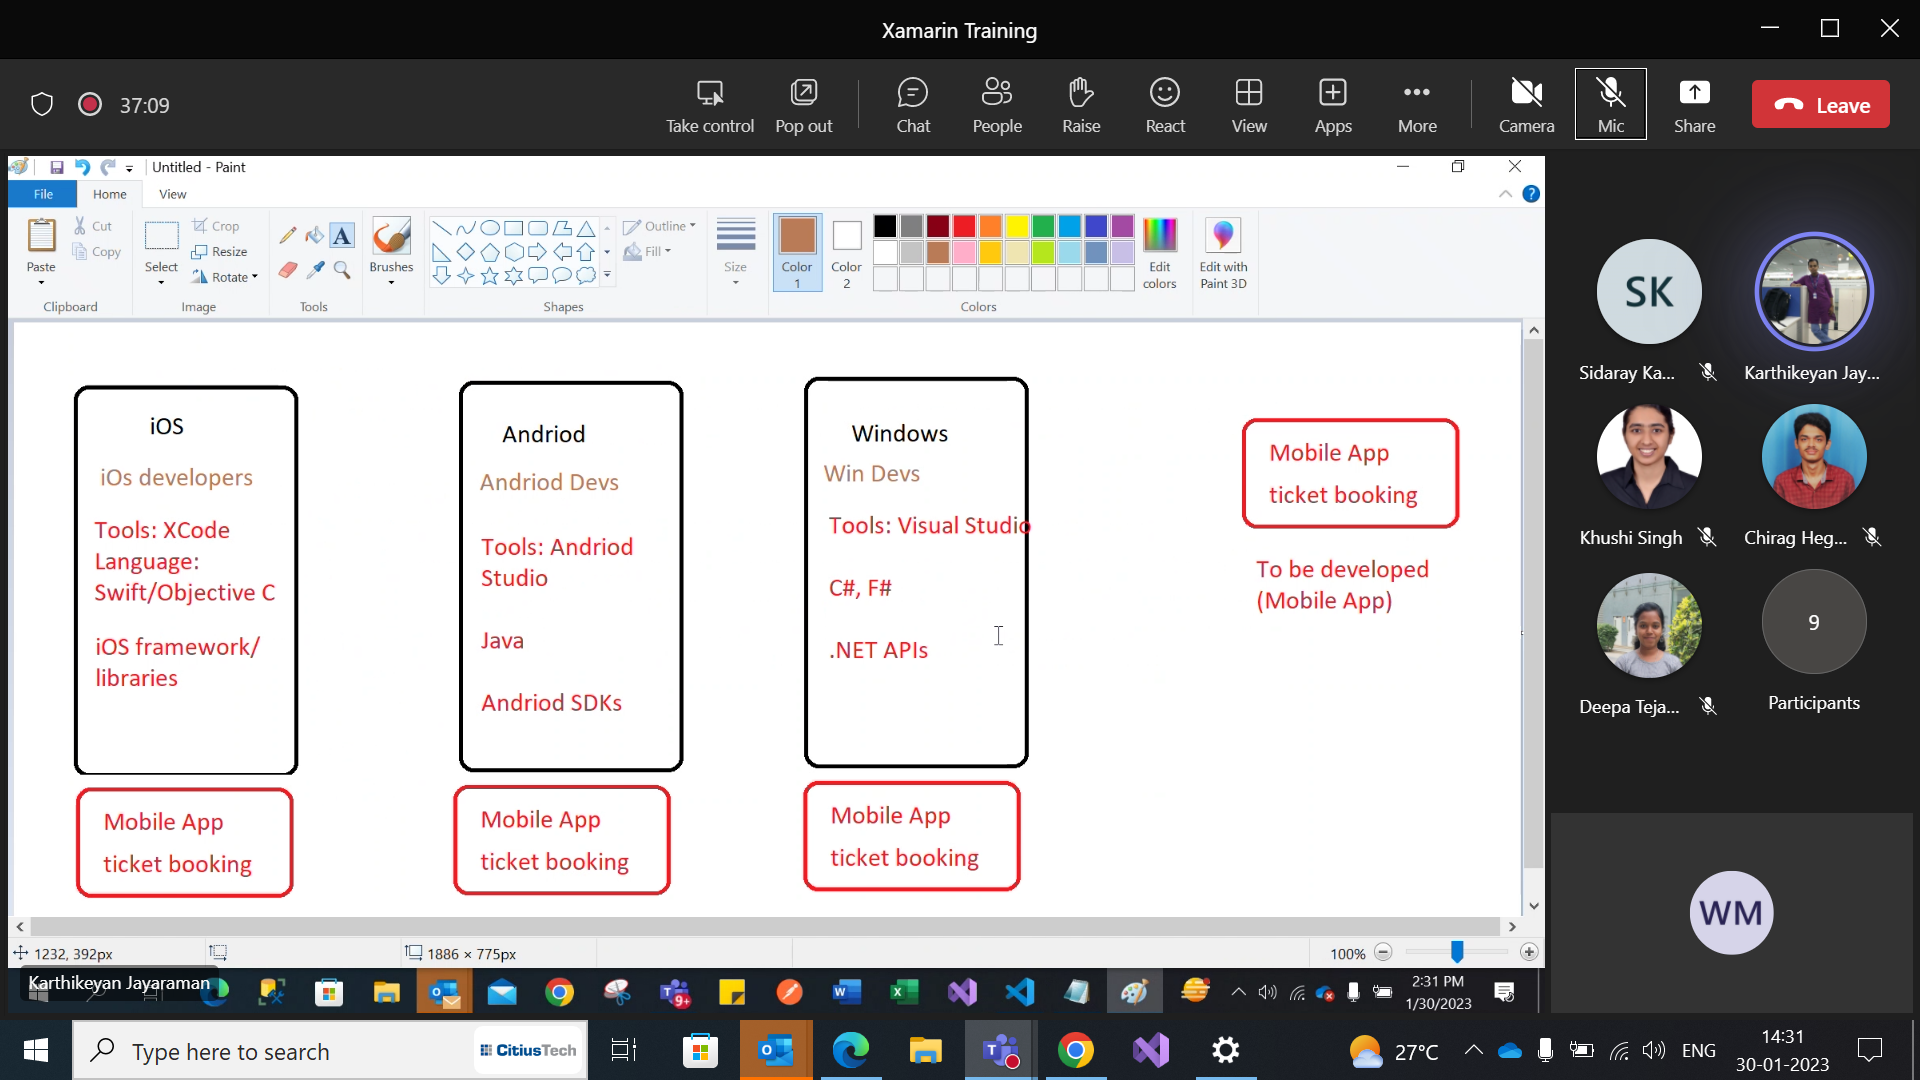 Xamarin Training
37:09
Take control
Pop out
Chat
People
Raise
React
View
Apps
More
Camera
Mic
Share
Leave
Untitled - Paint
File
Home
View
Paste
Cut
Copy
Clipboard
Select
Crop
Resize
Rotate
Image
A
Tools
Brushes
Outline
Fill
Shapes
Size
Color
1
Color
2
Edit
colors
Colors
Edit with
Paint 3D
?
iOS
iOs developers
Tools: XCode
Language:
Swift/Objective C
iOS framework/
libraries
Mobile App
ticket booking
Andriod
Andriod Devs
Tools: Andriod
Studio
Java
Andriod SDKs
Mobile App
ticket booking
Windows
Win Devs
Tools: Visual Studio
C#, F#
.NET APIs
Mobile App
ticket booking
Mobile App
ticket booking
To be developed
(Mobile App)
SK
Sidaray Ka...
Karthikeyan Jay...
Khushi Singh
Chirag Heg...
Deepa Teja...
9
Participants
WM
1232, 392px
1886 × 775px
100%
Karthikeyan Jayaraman
9+
2:31 PM
1/30/2023
Type here to search
CitiusTech
27°C
ENG
14:31
30-01-2023